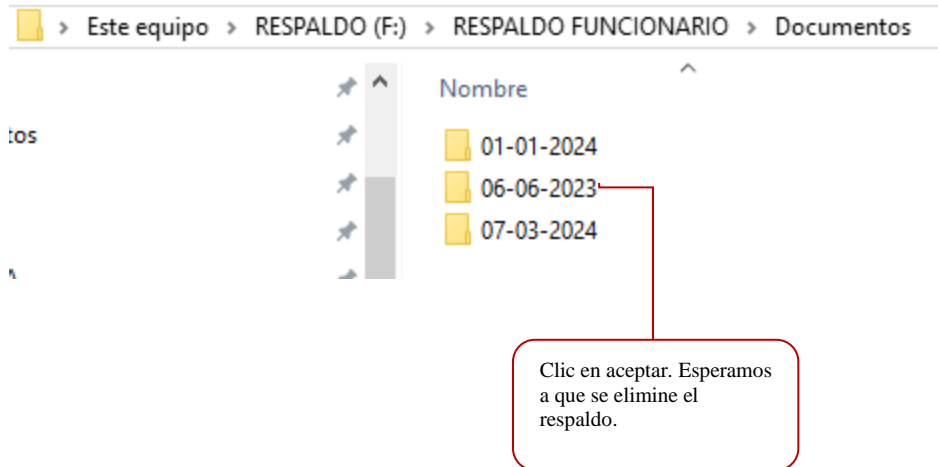 Este equipo > RESPALDO (F:) > RESPALDO FUNCIONARIO > Documentos
Nombre
tos
01-01-2024
06-06-2023
07-03-2024
Clic en aceptar. Esperamos
a que se elimine el
respaldo.